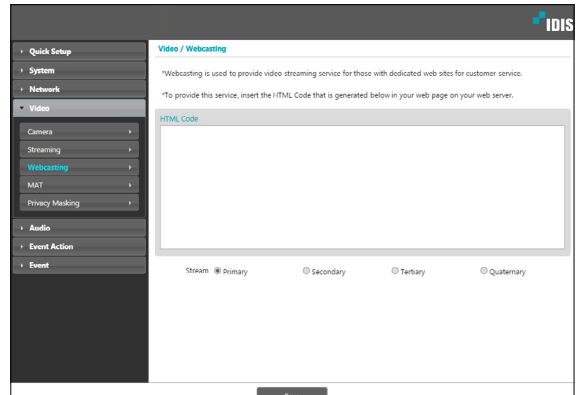 IDIS
Quick Setup
System
Network
Video
Camera
Streaming
Webcasting
MAT
Privacy Masking
Audio
Event Action
Event
Video / Webcasting
*Webcasting is used to provide video streaming service for those with dedicated web sites for customer service.
*To provide this service, insert the HTML Code that is generated below in your web page on your web server.
HTML Code
Stream Primary Secondary Tertiary Quaternary